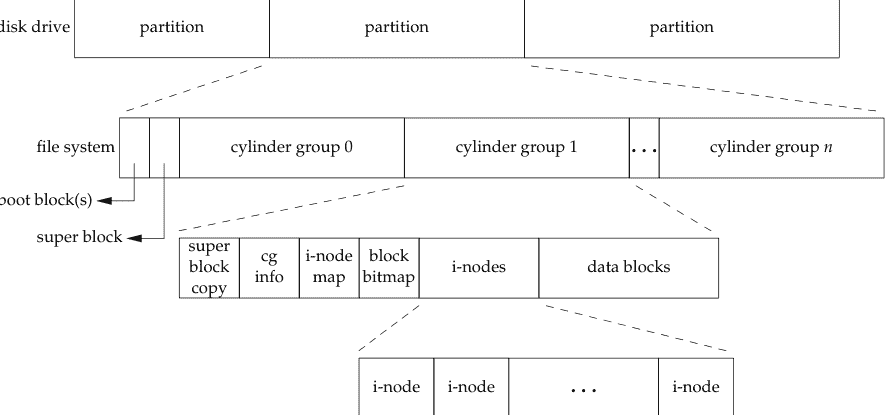 disk drive partition partition partition
file system cylinder group 0 cylinder group 1 ... cylinder group n
boot block(s)
super block
super block copy cg info i-node map block bitmap i-nodes data blocks
i-node i-node ... i-node